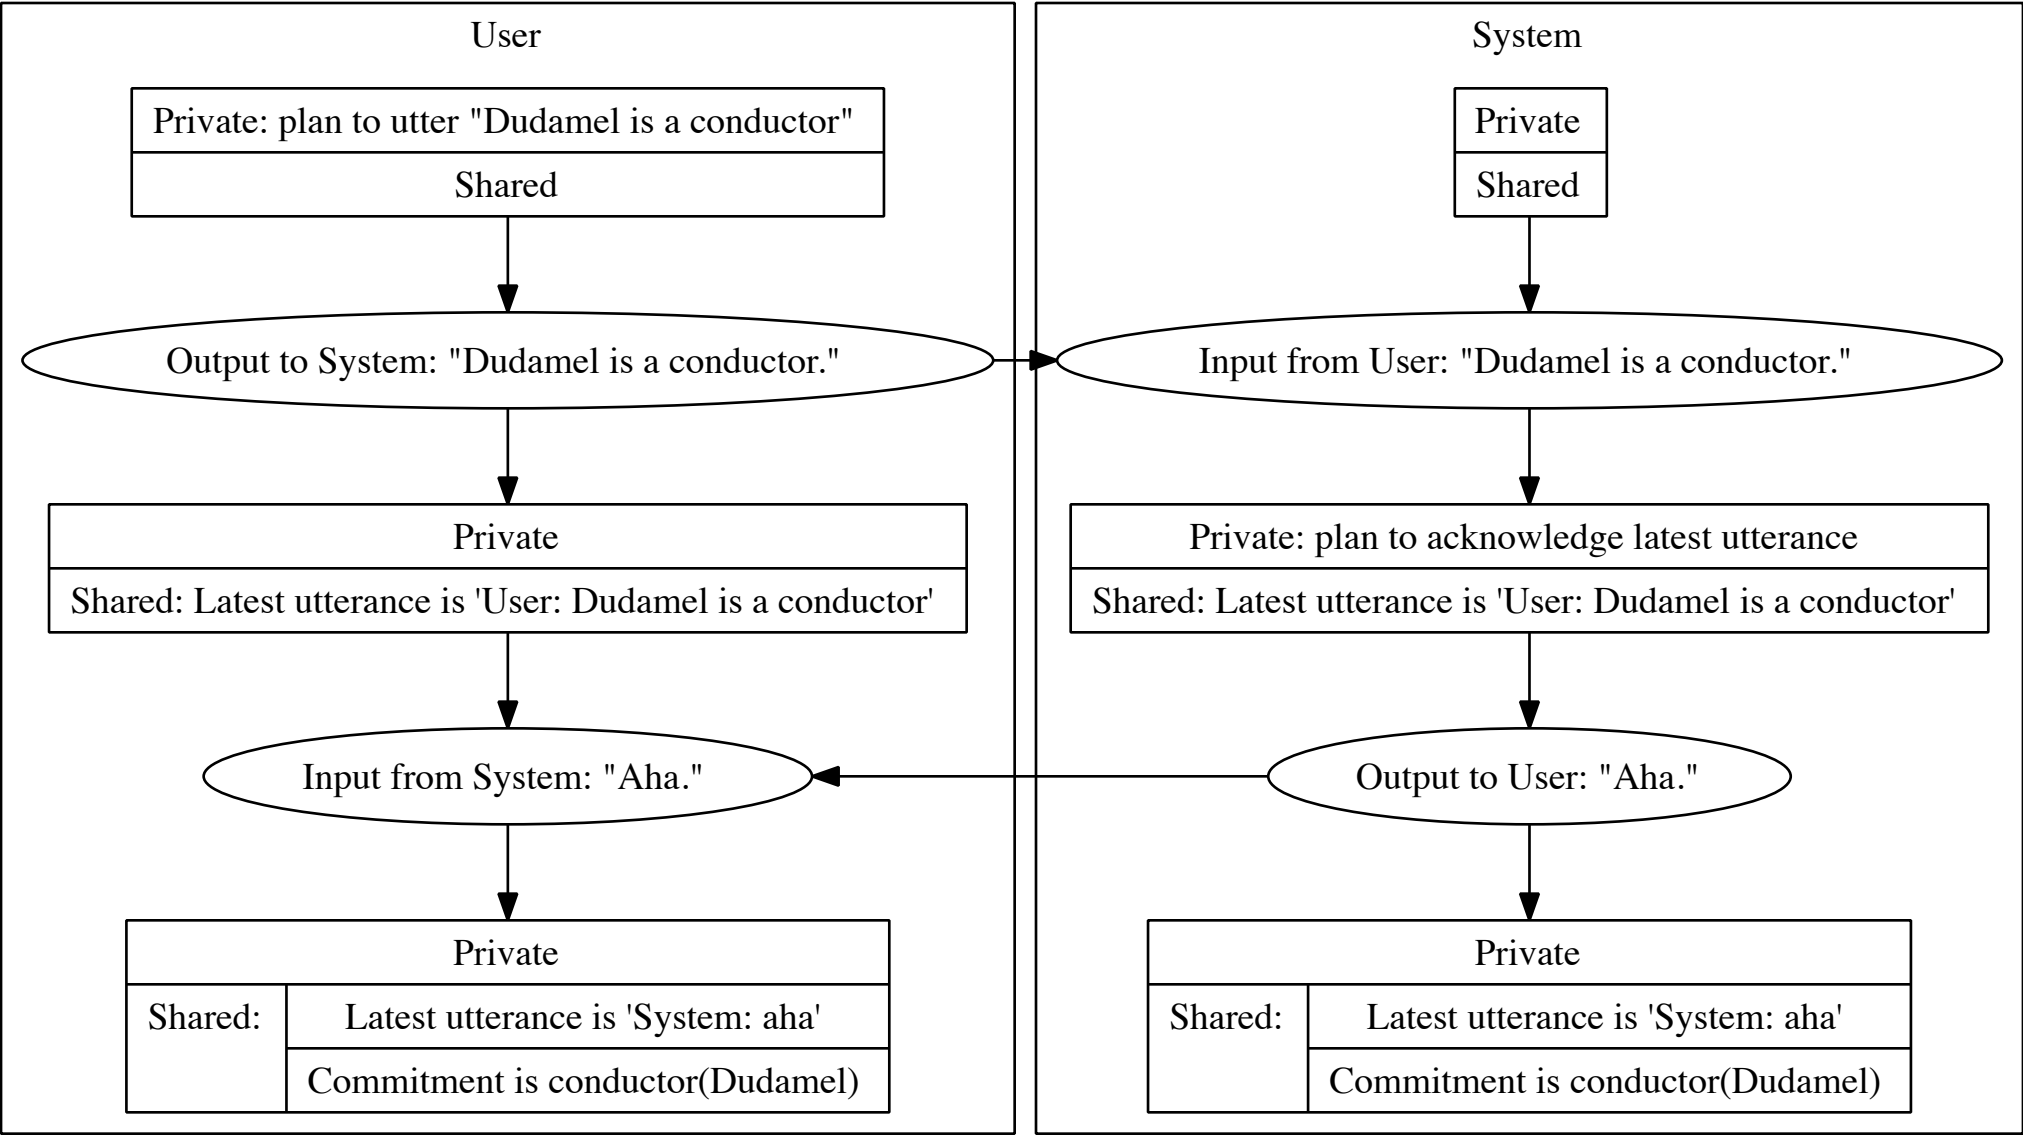 User
Private: plan to utter "Dudamel is a conductor"
Shared
Output to System: "Dudamel is a conductor."
Private
Shared: Latest utterance is 'User: Dudamel is a conductor'
Input from System: "Aha."
Private
Shared:
Latest utterance is 'System: aha'
Commitment is conductor(Dudamel)
System
Private
Shared
Input from User: "Dudamel is a conductor."
Private: plan to acknowledge latest utterance
Shared: Latest utterance is 'User: Dudamel is a conductor'
Output to User: "Aha."
Private
Shared:
Latest utterance is 'System: aha'
Commitment is conductor(Dudamel)